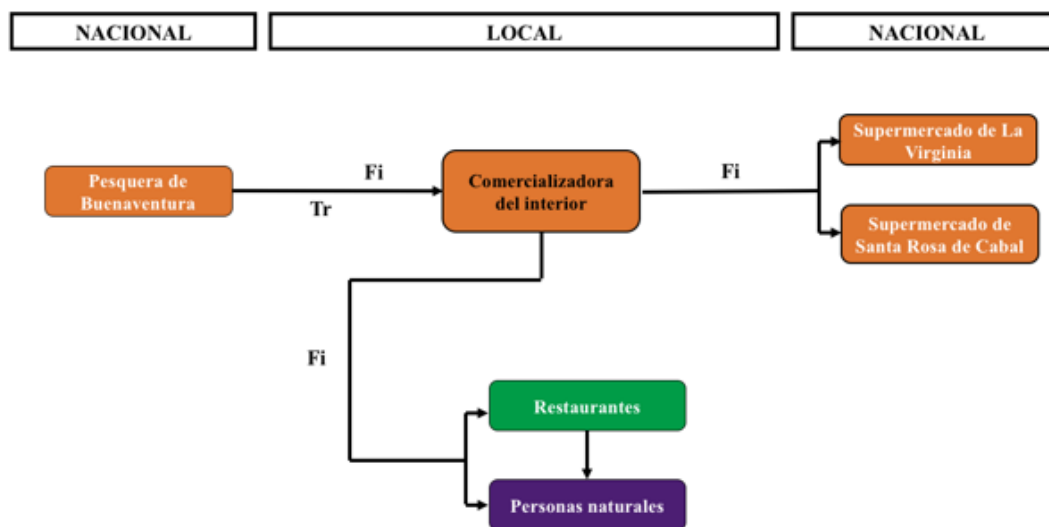 NACIONAL
LOCAL
NACIONAL
Pesquera de
Buenaventura
Fi
Tr
Comercializadora
del interior
Fi
Supermercado de La
Virginia
Supermercado de
Santa Rosa de Cabal
Fi
Restaurantes
Personas naturales